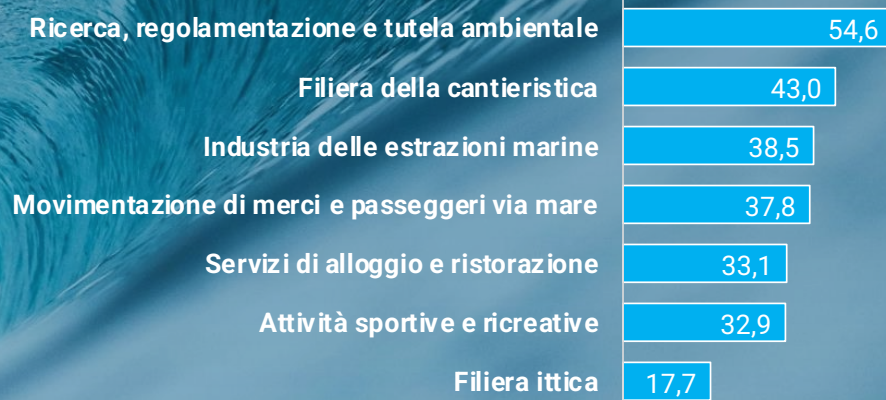 Ricerca, regolamentazione e tutela ambientale 54,6
Filiera della cantieristica 43,0
Industria delle estrazioni marine 38,5
Movimentazione di merci e passeggeri via mare 37,8
Servizi di alloggio e ristorazione 33,1
Attività sportive e ricreative 32,9
Filiera ittica 17,7